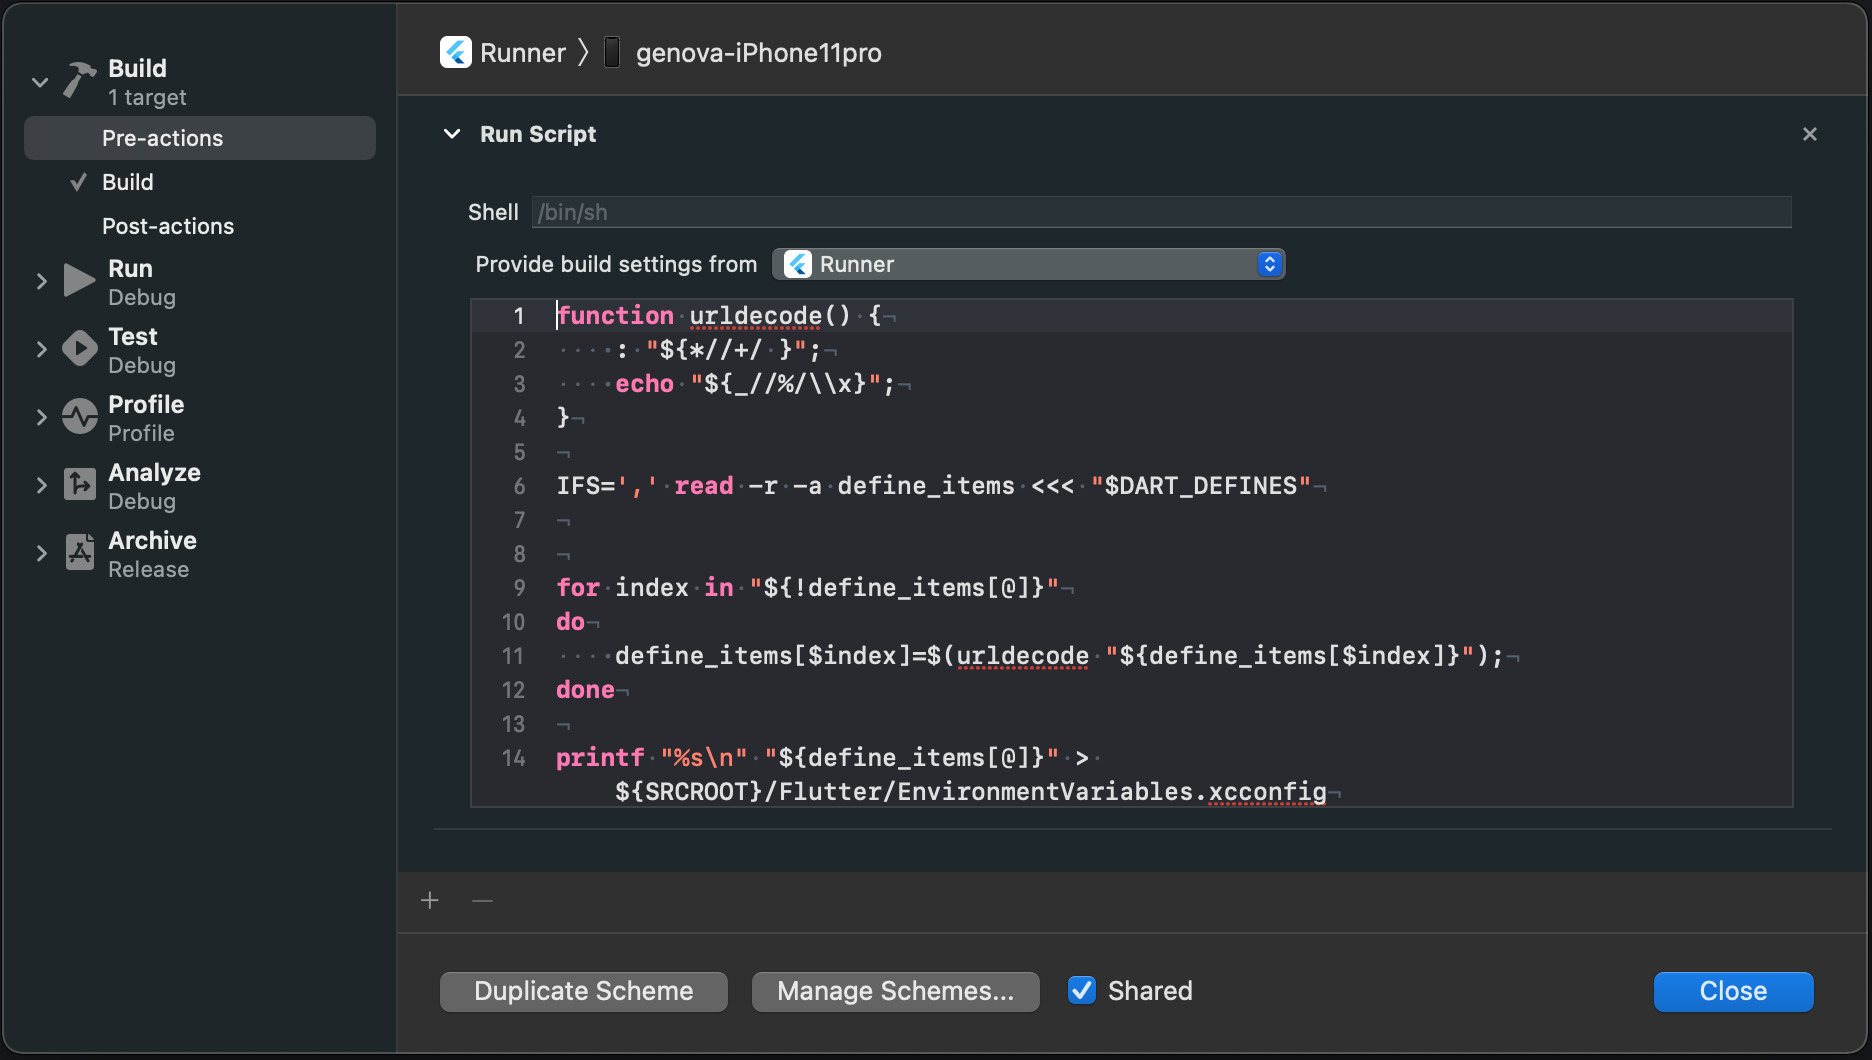 Build
1 target
Pre-actions
Build
Post-actions
Run
Debug
Test
Debug
Profile
Profile
Analyze
Debug
Archive
Release
Runner 〉 genova-iPhone11pro
Run Script
Shell /bin/sh
Provide build settings from Runner
1 function urldecode() {
2     : "${*//+/ }";
3     echo "${_//%/\\x}";
4 }
5
6 IFS=',' read -r -a define_items <<< "$DART_DEFINES"
7
8
9 for index in "${!define_items[@]}"
10 do
11     define_items[$index]=$(urldecode "${define_items[$index]}");
12 done
13
14 printf "%s\n" "${define_items[@]}" >
${SRCROOT}/Flutter/EnvironmentVariables.xcconfig
Duplicate Scheme Manage Schemes... Shared Close